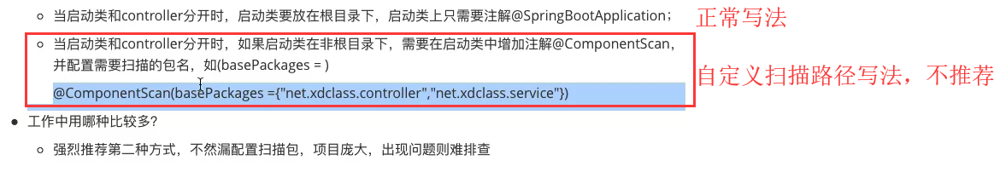 当启动类和controller分开时，启动类要放在根目录下，启动类上只需要注解@SpringBootApplication；
正常写法
当启动类和controller分开时，如果启动类在非根目录下，需要在启动类中增加注解@ComponentScan，
并配置需要扫描的包名，如(basePackages = )
自定义扫描路径写法，不推荐
@ComponentScan(basePackages ={"net.xdclass.controller","net.xdclass.service"})
工作中用哪种比较多？
强烈推荐第二种方式，不然漏配置扫描包，项目庞大，出现问题则难排查